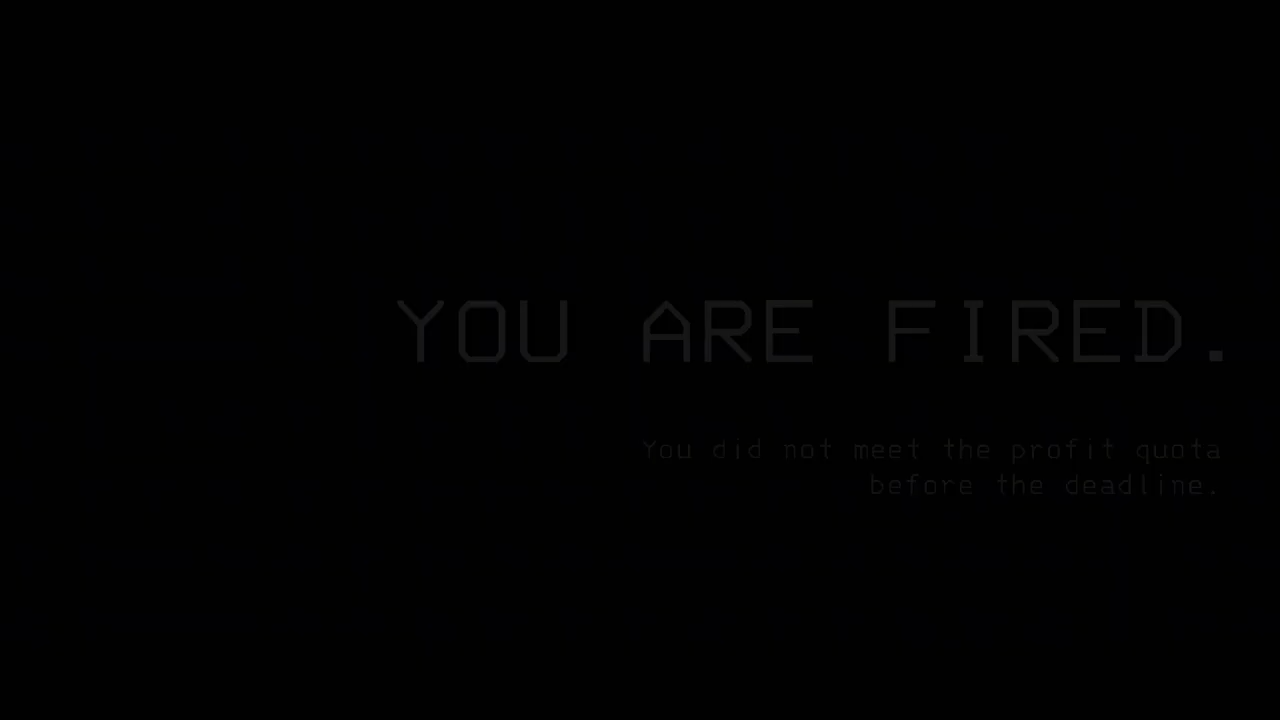 YOU ARE FIRED.
You did not meet the profit quota
before the deadline.